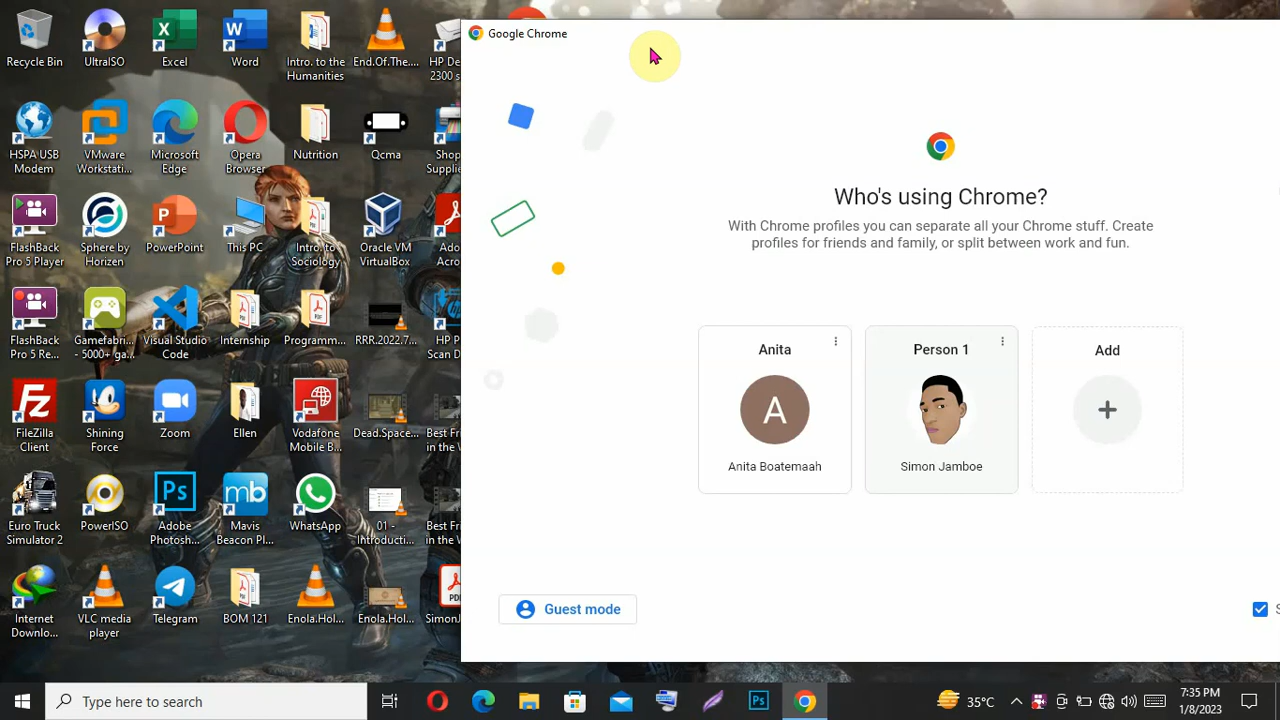 Recycle Bin
UltraISO
Excel
Word
Intro. to the
Humanities
End.Of.The....
HP De
2300 s
HSPA USB
Modem
VMware
Workstati...
Microsoft
Edge
Opera
Browser
Nutrition
Qcma
Shop
Supplie
FlashBack
Pro 5 Player
Sphere by
Horizen
PowerPoint
This PC
Intro. to
Sociology
Oracle VM
VirtualBox
Ado
Acro
FlashBack
Pro 5 Re...
Gamefabri...
- 5000+ ga...
Visual Studio
Code
Internship
Programm...
RRR.2022.7...
HP P
Scan D
FileZilla
Client
Shining
Force
Zoom
Ellen
Vodafone
Mobile B...
Dead.Space...
Best Fri
in the W
Euro Truck
Simulator 2
PowerISO
Adobe
Photosh...
Mavis
Beacon Pl...
WhatsApp
01 -
Introducti...
Best Fri
in the W
Internet
Downlo...
VLC media
player
Telegram
BOM 121
Enola.Hol...
Enola.Hol...
SimonJ
Google Chrome
Who's using Chrome?
With Chrome profiles you can separate all your Chrome stuff. Create
profiles for friends and family, or split between work and fun.
Anita
A
Anita Boatemaah
Person 1
Simon Jamboe
Add
Guest mode
S
Type here to search
35°C
7:35 PM
1/8/2023